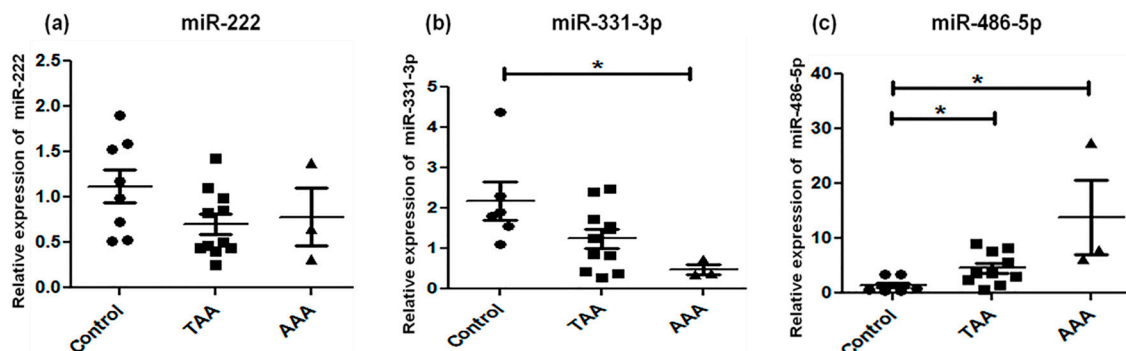 (a) miR-222
Relative expression of miR-222
2.5
2.0
1.5
1.0
0.5
0.0
Control
TAA
AAA
(b) miR-331-3p
Relative expression of miR-331-3p
5
4
3
2
1
0
*
Control
TAA
AAA
(c) miR-486-5p
Relative expression of miR-486-5p
40
30
20
10
0
*
*
Control
TAA
AAA